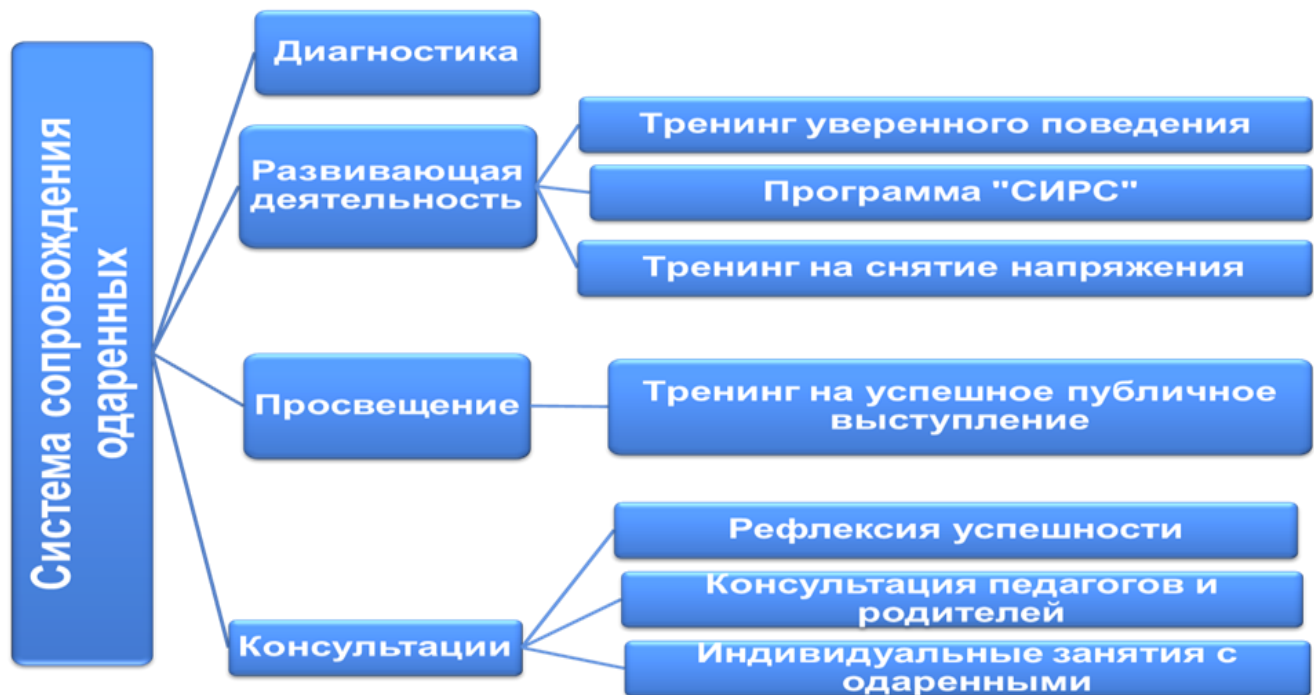 Система сопровождения
одаренных
Диагностика
Развивающая
деятельность
Тренинг уверенного поведения
Программа "СИРС"
Тренинг на снятие напряжения
Просвещение
Тренинг на успешное публичное
выступление
Консультации
Рефлексия успешности
Консультация педагогов и
родителей
Индивидуальные занятия с
одаренными